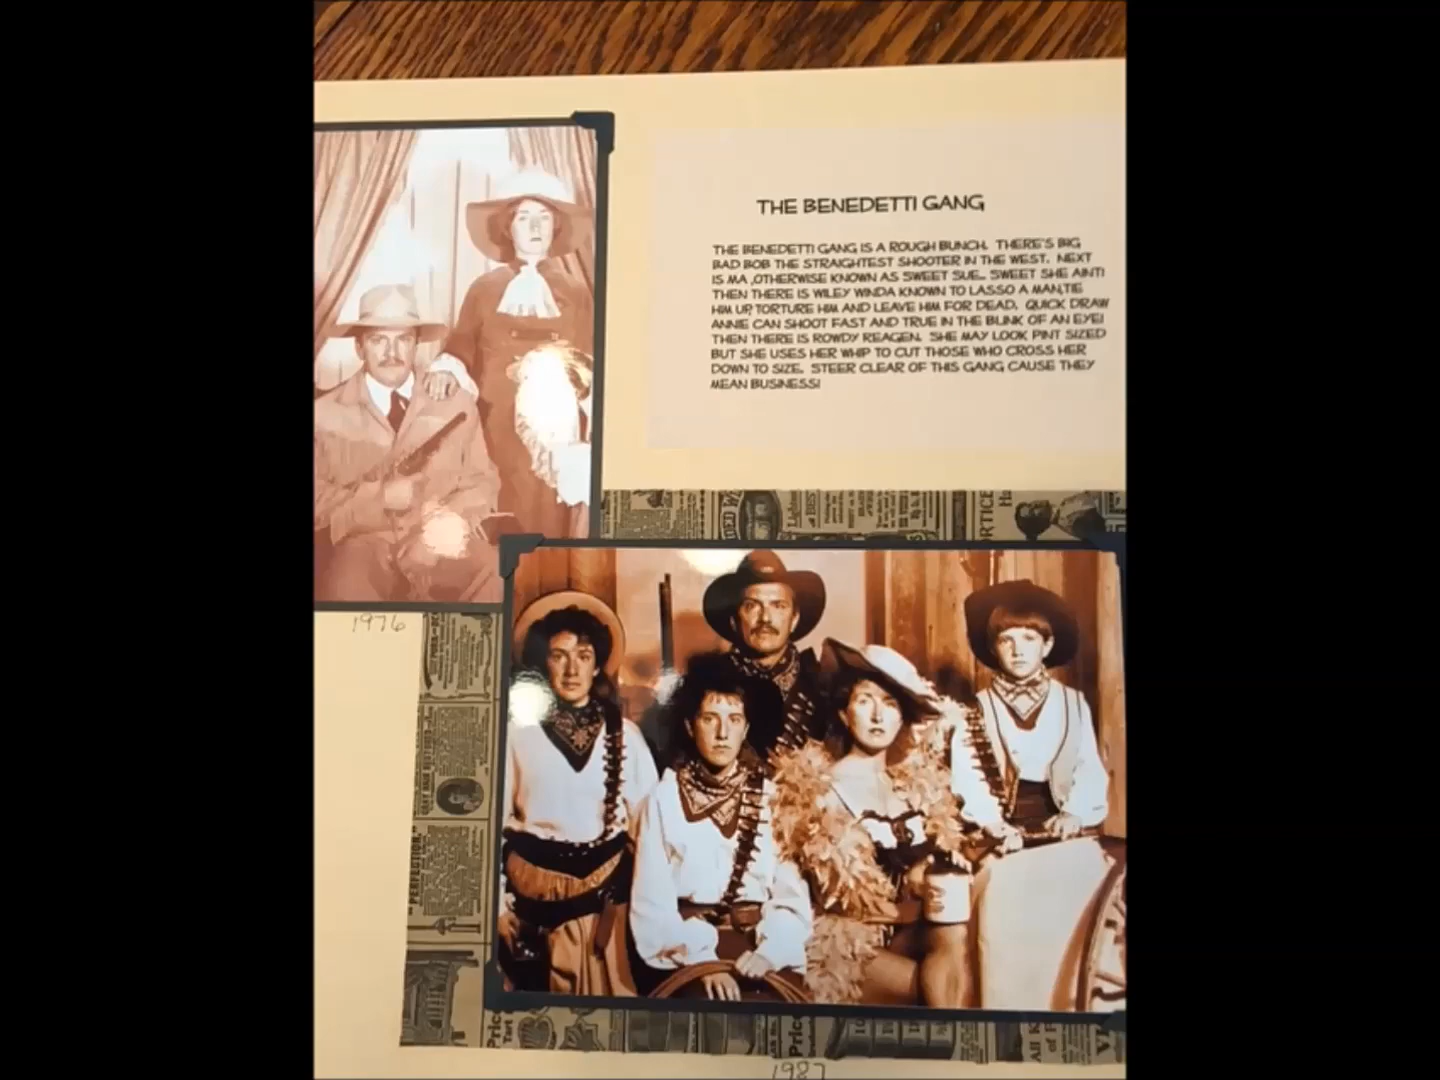 THE BENEDETTI GANG
THE BENEDETTI GANG IS A ROUGH BUNCH. THERE'S BIG
BAD BOB THE STRAIGHTEST SHOOTER IN THE WEST. NEXT
IS MA ,OTHERWISE KNOWN AS SWEET SUE... SWEET SHE AIN'T!
THEN THERE IS WILEY WINDA KNOWN TO LASSO A MAN,TIE
HIM UP, TORTURE HIM AND LEAVE HIM FOR DEAD. QUICK DRAW
ANNIE CAN SHOOT FAST AND TRUE IN THE BLINK OF AN EYE!
THEN THERE IS ROWDY REAGEN. SHE MAY LOOK PINT SIZED
BUT SHE USES HER WHIP TO CUT THOSE WHO CROSS HER
DOWN TO SIZE. STEER CLEAR OF THIS GANG CAUSE THEY
MEAN BUSINESS!
1976
"PERFECTION,"
Price
Tart
Price
1987